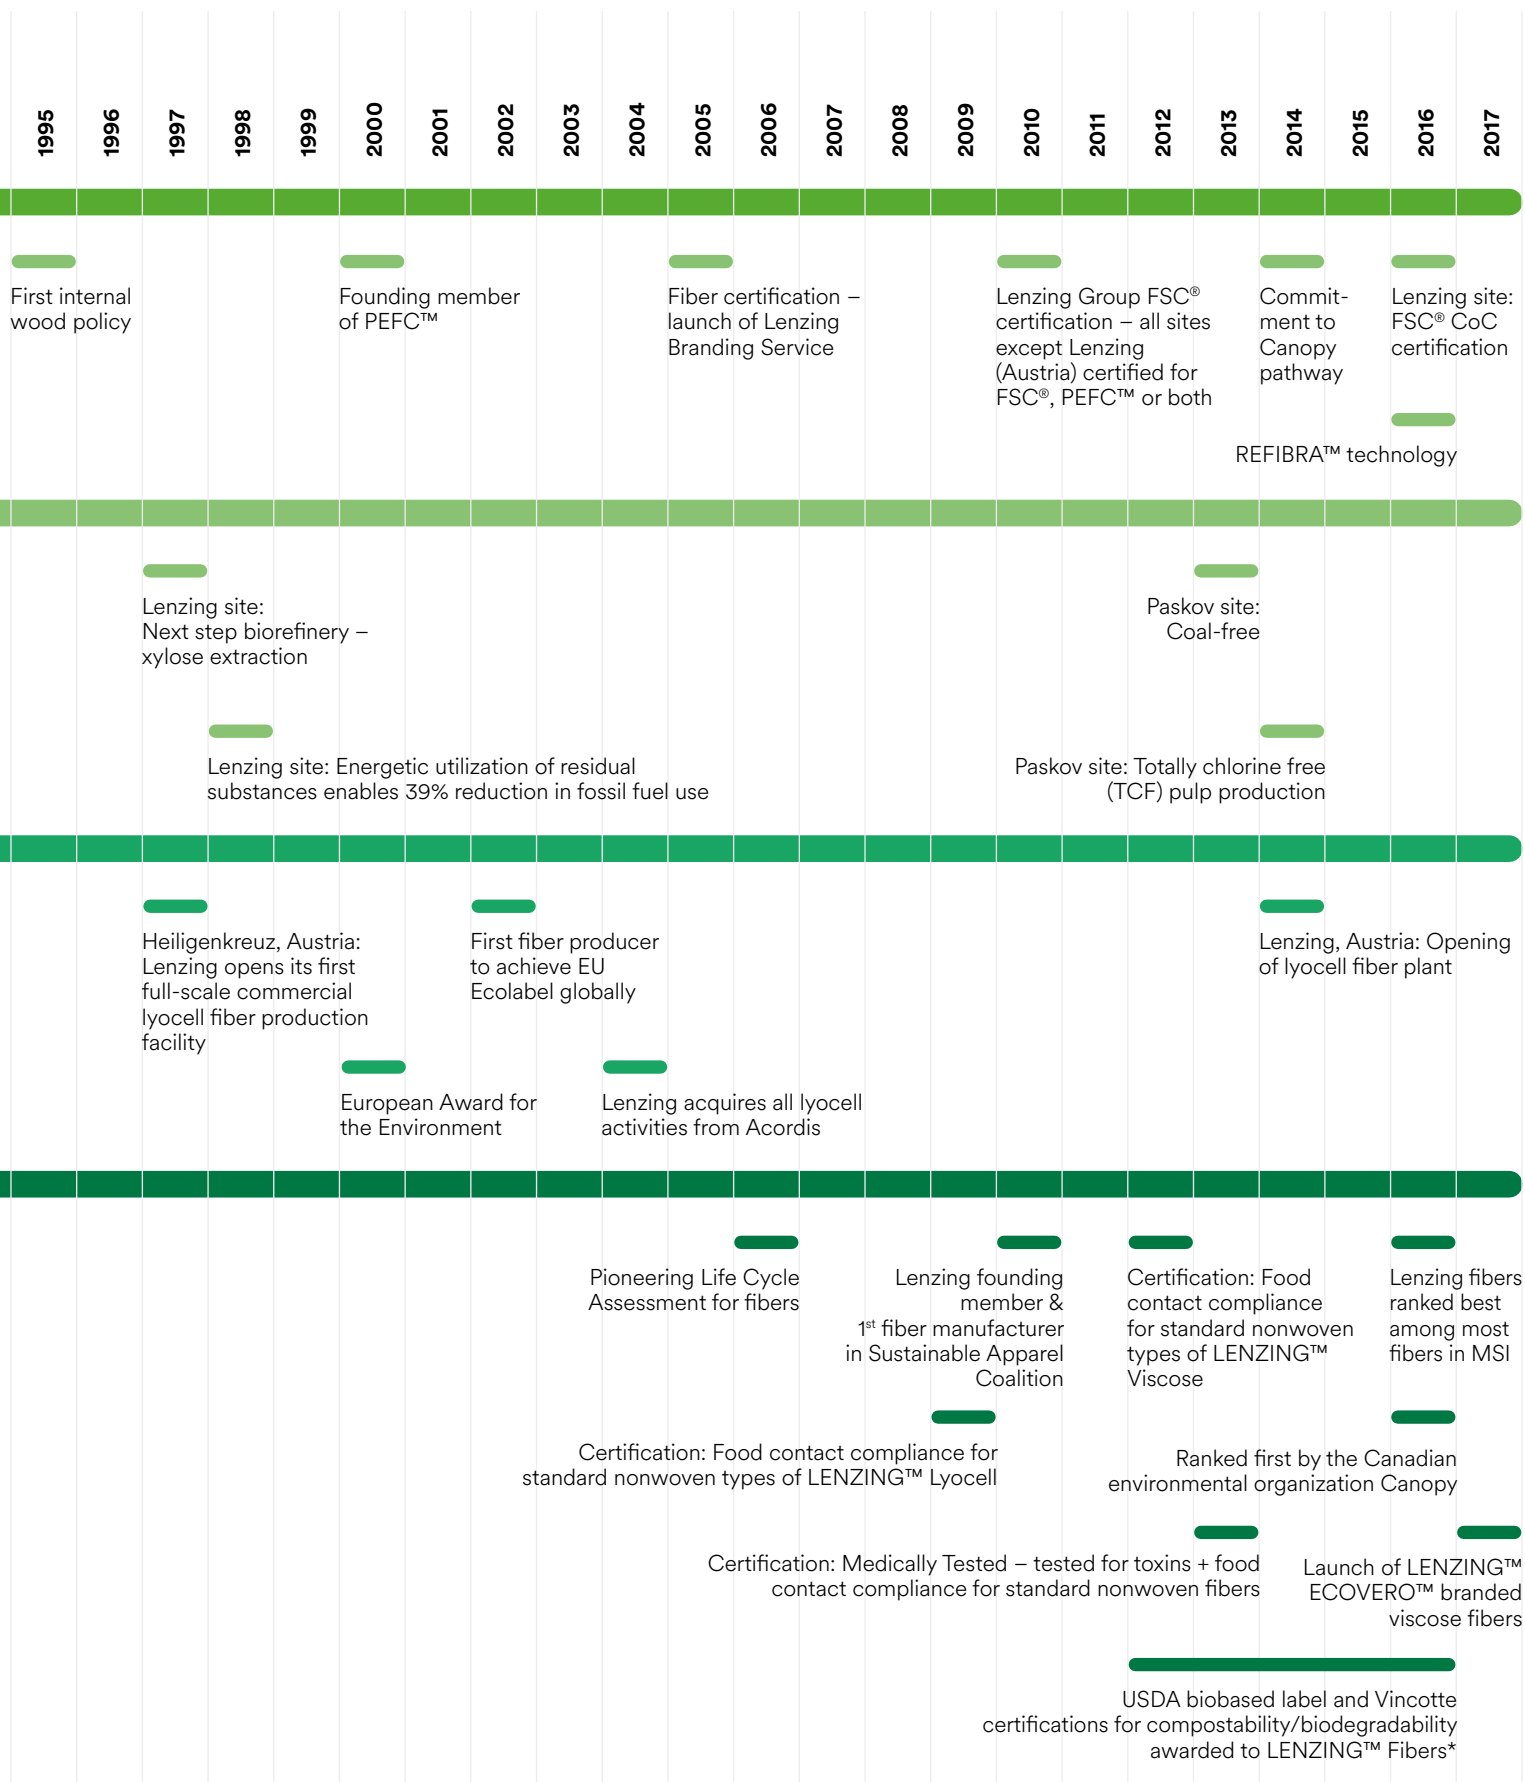 1995
1996
1997
1998
1999
2000
2001
2002
2003
2004
2005
2006
2007
2008
2009
2010
2011
2012
2013
2014
2015
2016
2017
First internal
wood policy
Founding member
of PEFC™
Fiber certification –
launch of Lenzing
Branding Service
Lenzing Group FSC®
certification – all sites
except Lenzing
(Austria) certified for
FSC®, PEFC™ or both
Commit-
ment to
Canopy
pathway
Lenzing site:
FSC® CoC
certification
REFIBRA™ technology
Lenzing site:
Next step biorefinery –
xylose extraction
Paskov site:
Coal-free
Lenzing site: Energetic utilization of residual
substances enables 39% reduction in fossil fuel use
Paskov site: Totally chlorine free
(TCF) pulp production
Heiligenkreuz, Austria:
Lenzing opens its first
full-scale commercial
lyocell fiber production
facility
First fiber producer
to achieve EU
Ecolabel globally
Lenzing, Austria: Opening
of lyocell fiber plant
European Award for
the Environment
Lenzing acquires all lyocell
activities from Acordis
Pioneering Life Cycle
Assessment for fibers
Lenzing founding
member &
1st fiber manufacturer
in Sustainable Apparel
Coalition
Certification: Food
contact compliance
for standard nonwoven
types of LENZING™
Viscose
Lenzing fibers
ranked best
among most
fibers in MSI
Certification: Food contact compliance for
standard nonwoven types of LENZING™ Lyocell
Ranked first by the Canadian
environmental organization Canopy
Certification: Medically Tested – tested for toxins + food
contact compliance for standard nonwoven fibers
Launch of LENZING™
ECOVERO™ branded
viscose fibers
USDA biobased label and Vincotte
certifications for compostability/biodegradability
awarded to LENZING™ Fibers*